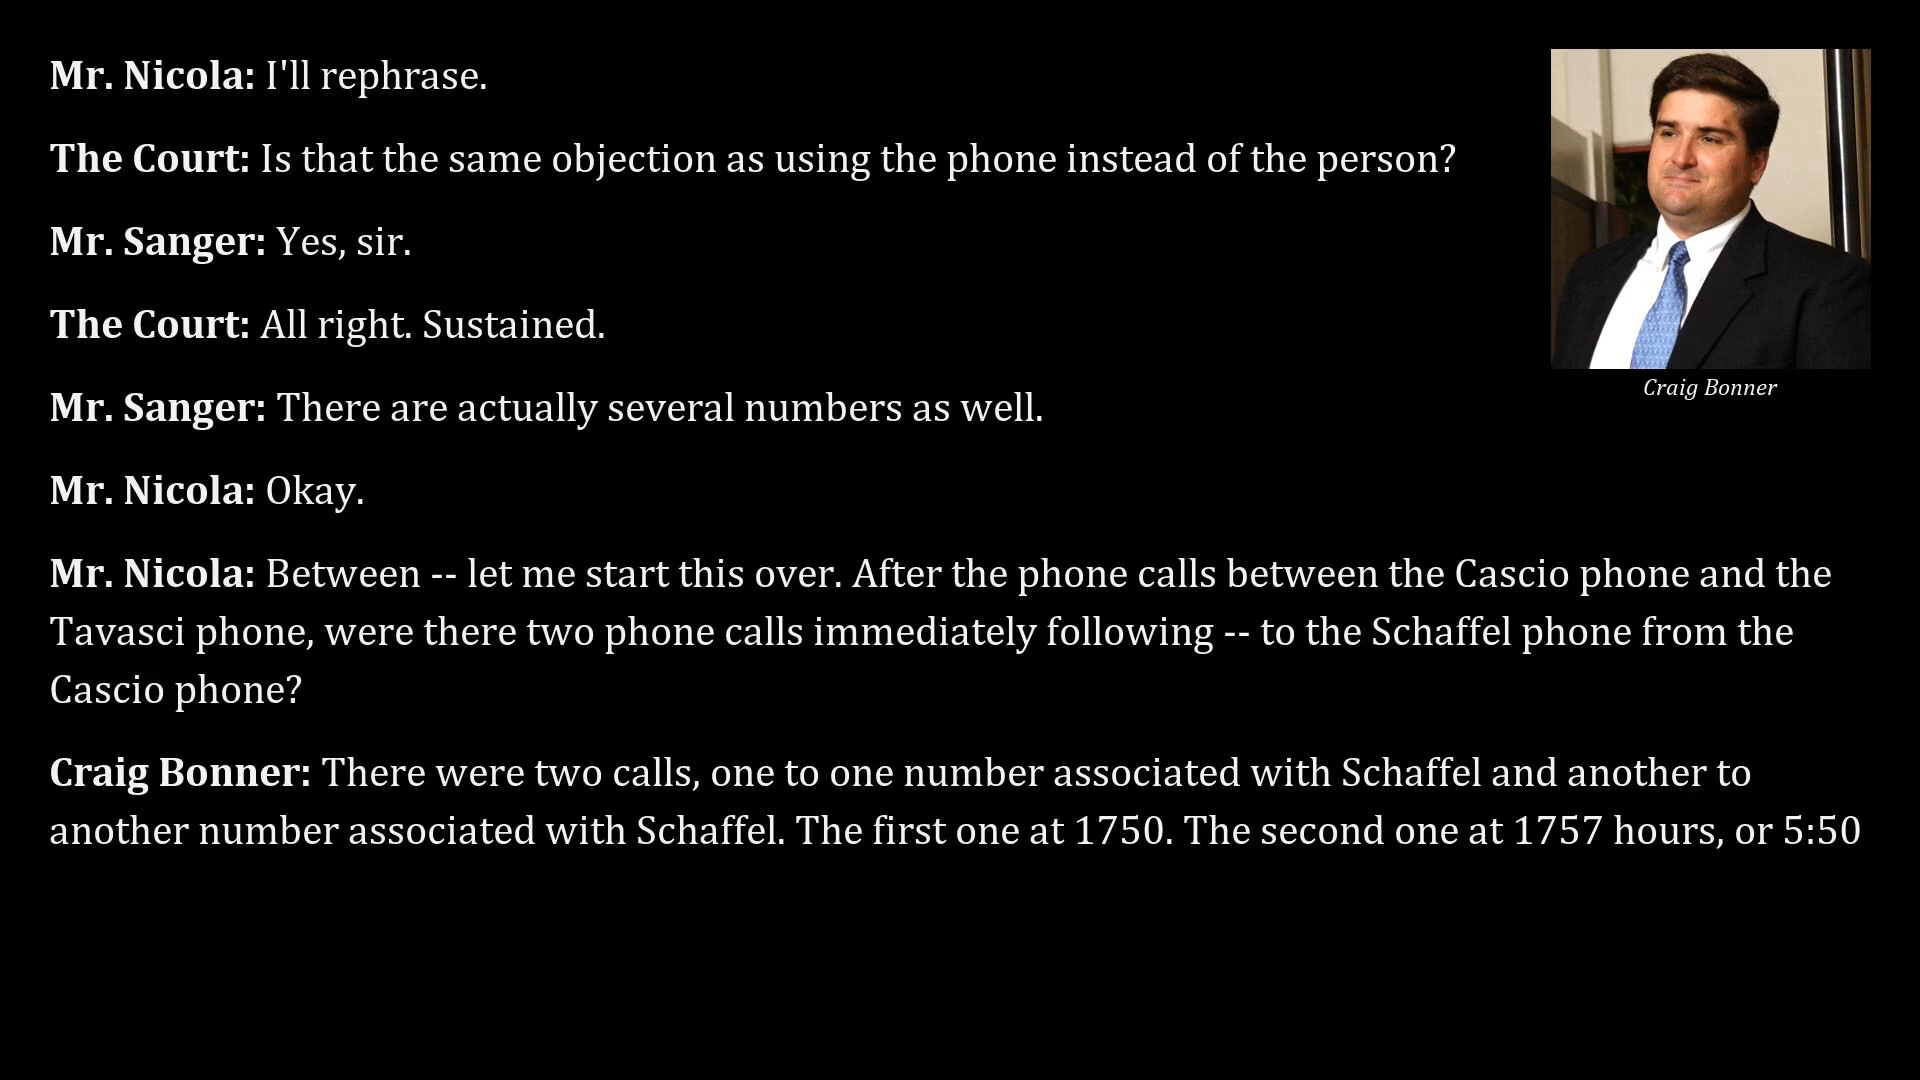 Mr. Nicola: I'll rephrase.
The Court: Is that the same objection as using the phone instead of the person?
Mr. Sanger: Yes, sir.
The Court: All right. Sustained.
Mr. Sanger: There are actually several numbers as well.
Mr. Nicola: Okay.
Mr. Nicola: Between -- let me start this over. After the phone calls between the Cascio phone and the
Tavasci phone, were there two phone calls immediately following -- to the Schaffel phone from the
Cascio phone?
Craig Bonner: There were two calls, one to one number associated with Schaffel and another to
another number associated with Schaffel. The first one at 1750. The second one at 1757 hours, or 5:50
Craig Bonner